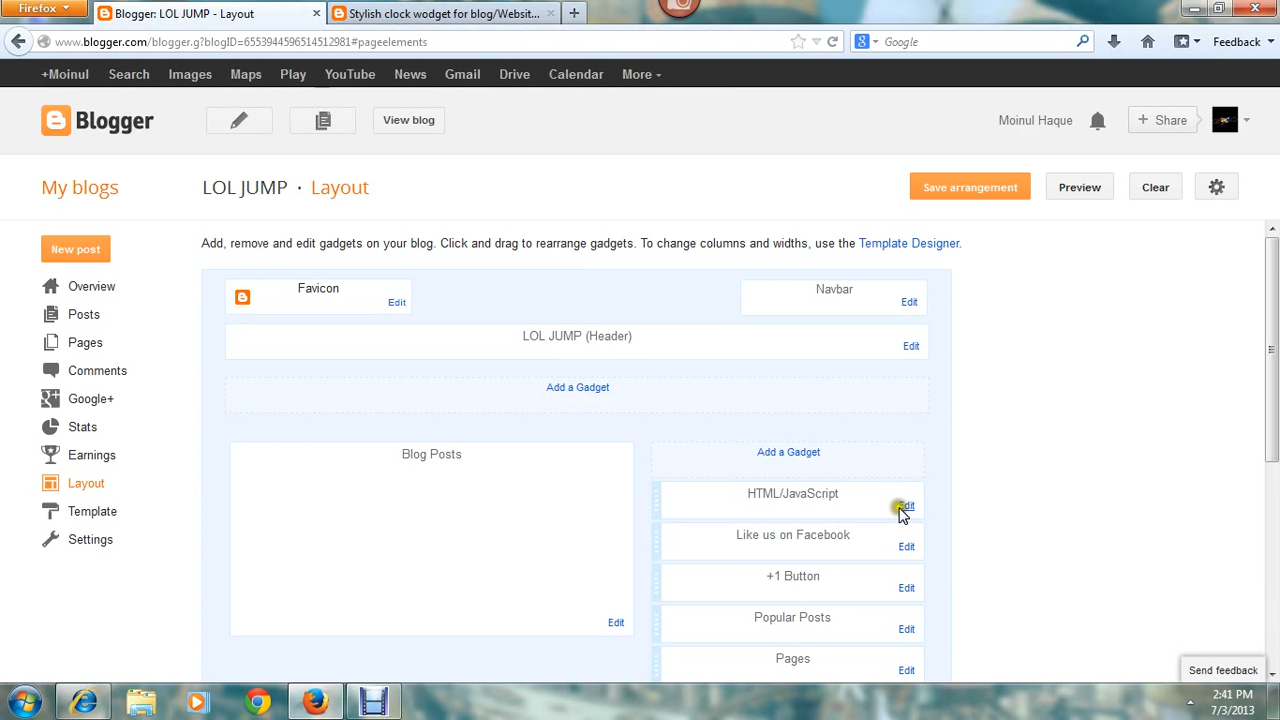 Firefox
Blogger: LOL JUMP - Layout
Stylish clock wodget for blog/Websit...
www.blogger.com/blogger.g?blogID=6553944596514512981#pageelements
Google
Feedback
+Moinul Search Images Maps Play YouTube News Gmail Drive Calendar More
Blogger
View blog
Moinul Haque
+ Share
My blogs
LOL JUMP · Layout
Save arrangement
Preview
Clear
New post
Add, remove and edit gadgets on your blog. Click and drag to rearrange gadgets. To change columns and widths, use the Template Designer.
Overview
Posts
Pages
Comments
Google+
Stats
Earnings
Layout
Template
Settings
Favicon
Edit
Navbar
Edit
LOL JUMP (Header)
Edit
Add a Gadget
Blog Posts
Edit
Add a Gadget
HTML/JavaScript
Edit
Like us on Facebook
Edit
+1 Button
Edit
Popular Posts
Edit
Pages
Edit
Send feedback
2:41 PM
7/3/2013